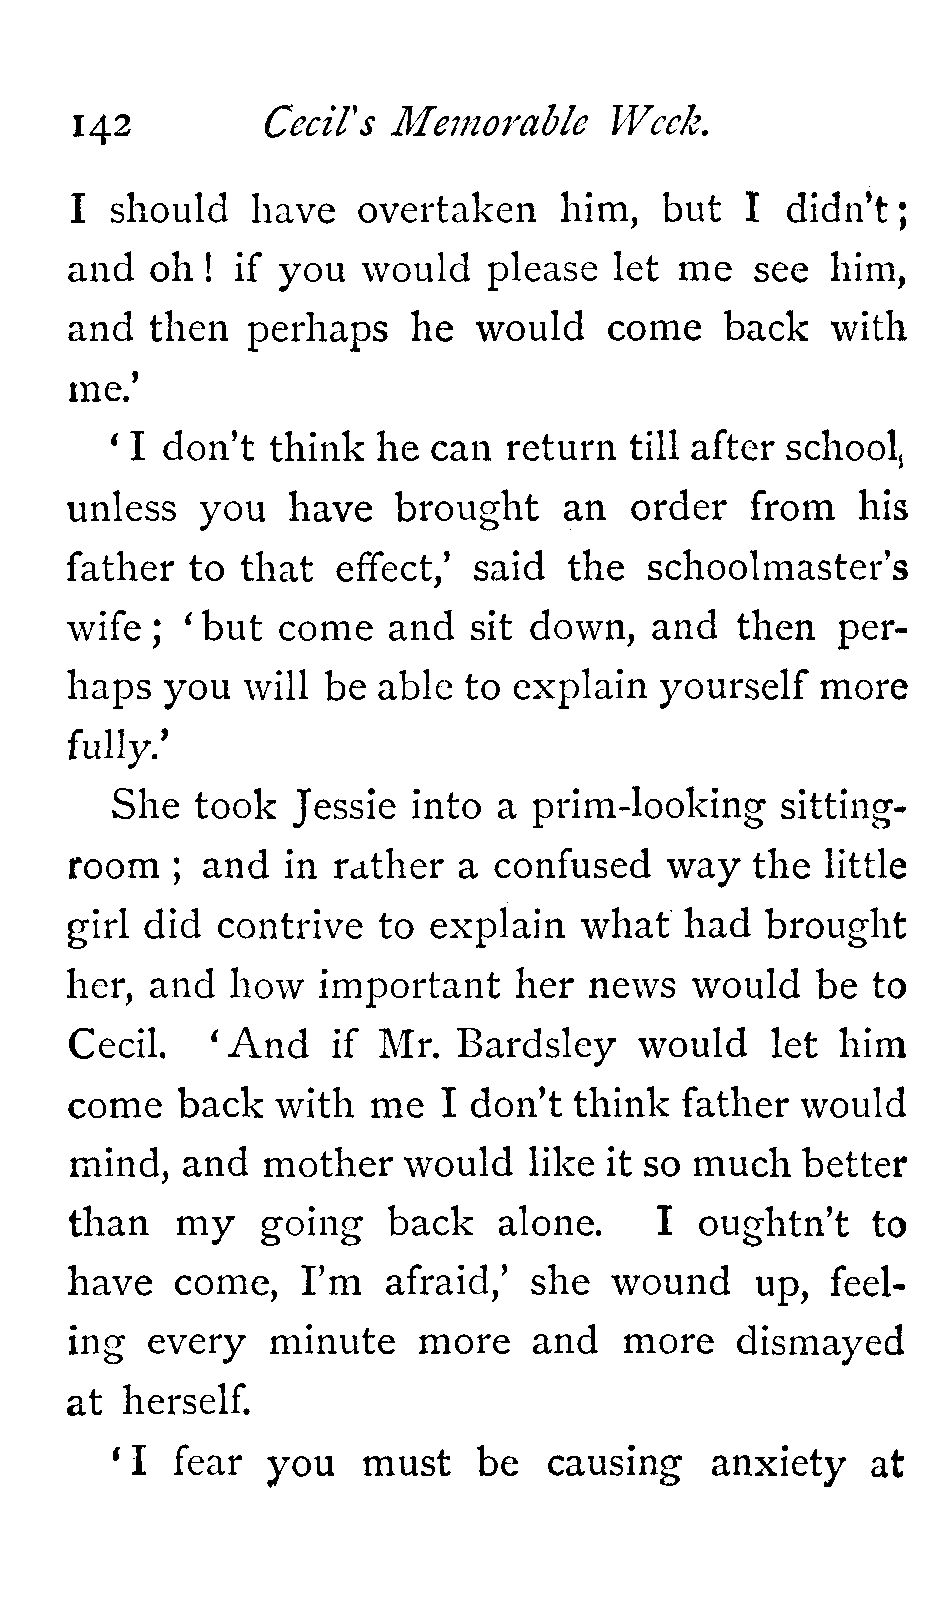 142 Cecil's Memorable Week.
I should have overtaken him, but I didn't;
and oh! if you would please let me see him,
and then perhaps he would come back with
me.'
'I don't think he can return till after school,
unless you have brought an order from his
father to that effect,' said the schoolmaster's
wife; 'but come and sit down, and then per-
haps you will be able to explain yourself more
fully.'
She took Jessie into a prim-looking sitting-
room; and in rather a confused way the little
girl did contrive to explain what had brought
her, and how important her news would be to
Cecil. 'And if Mr. Bardsley would let him
come back with me I don't think father would
mind, and mother would like it so much better
than my going back alone. I oughtn't to
have come, I'm afraid,' she wound up, feel-
ing every minute more and more dismayed
at herself.
'I fear you must be causing anxiety at